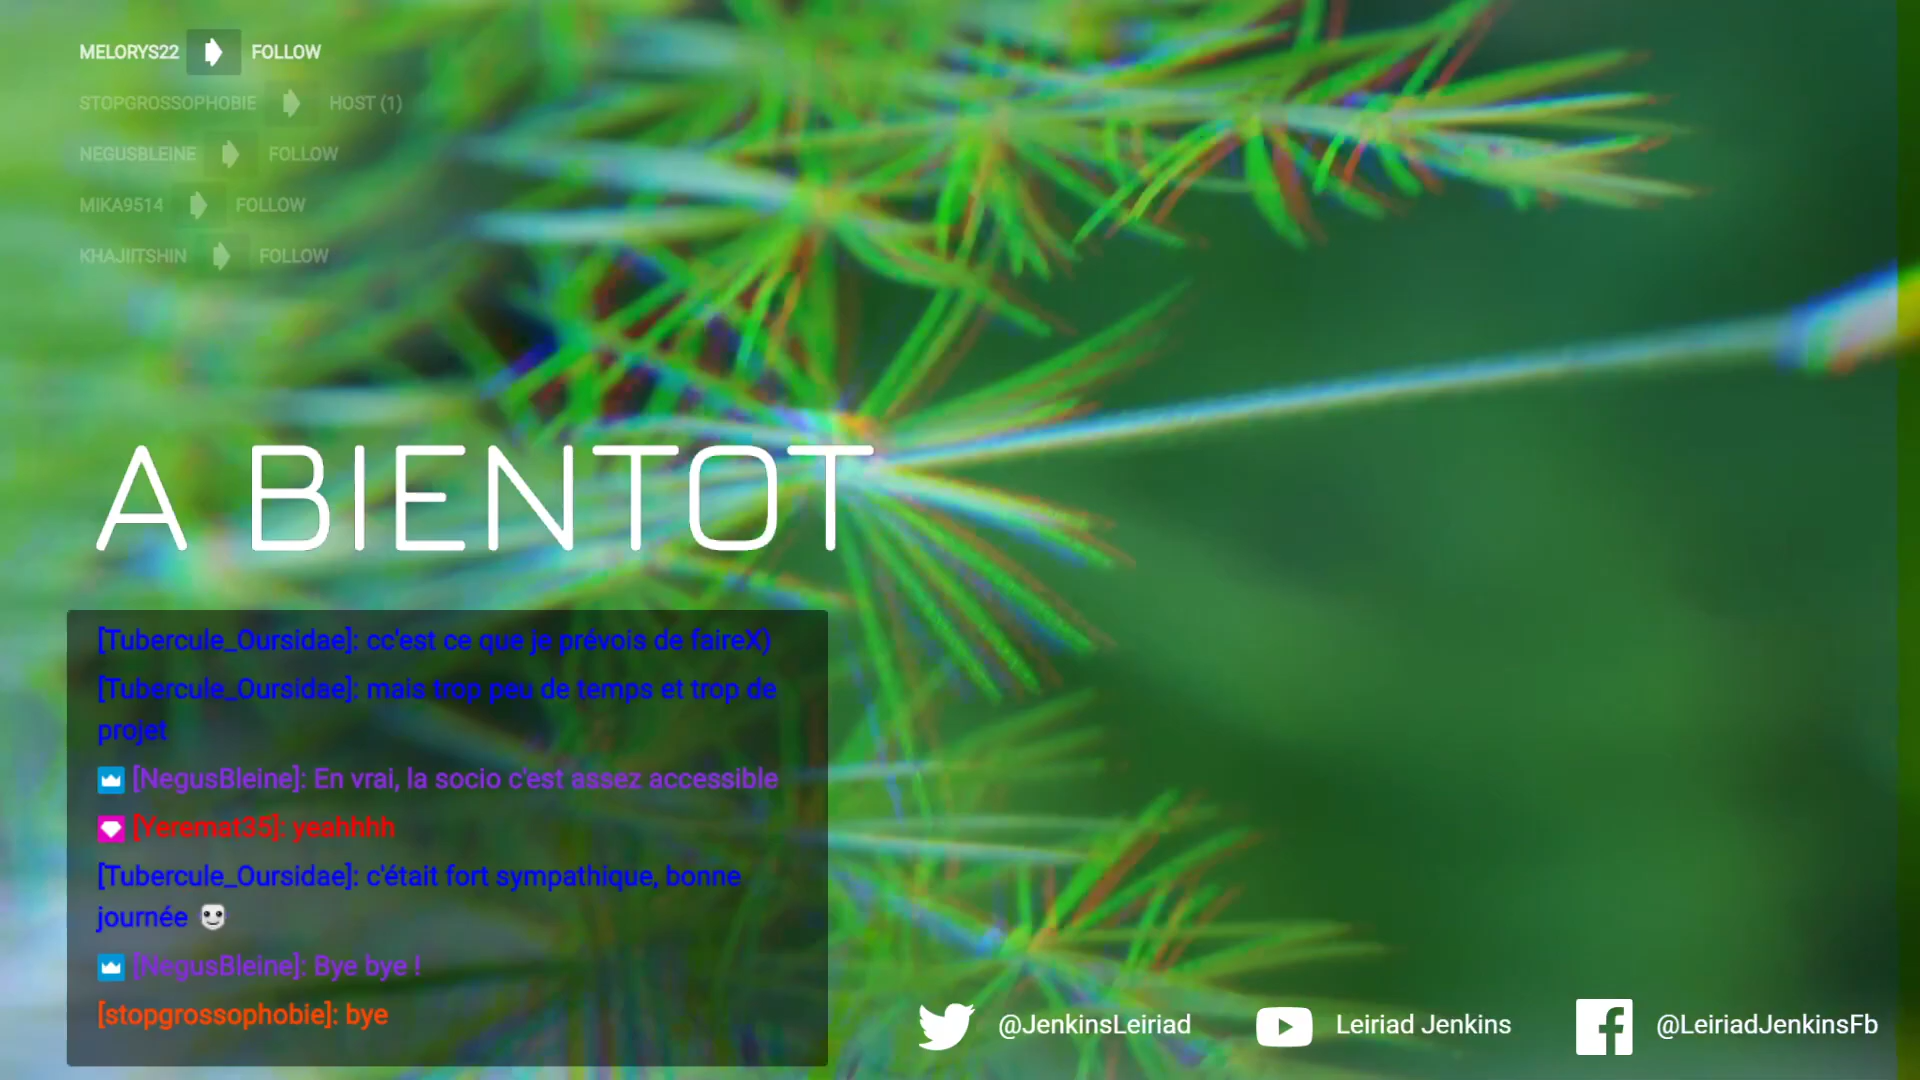 MELORYS22 FOLLOW
STOPGROSSOPHOBIE HOST (1)
NEGUSBLEINE FOLLOW
MIKA9514 FOLLOW
KHAJIITSHIN FOLLOW
A BIENTOT
[Tubercule_Oursidae]: cc'est ce que je prévois de faireX)
[Tubercule_Oursidae]: mais trop peu de temps et trop de
projet
[NegusBleine]: En vrai, la socio c'est assez accessible
[Yeremat35]: yeahhhh
[Tubercule_Oursidae]: c'était fort sympathique, bonne
journée
[NegusBleine]: Bye bye !
[stopgrossophobie]: bye
@JenkinsLeiriad Leiriad Jenkins @LeiriadJenkinsFb